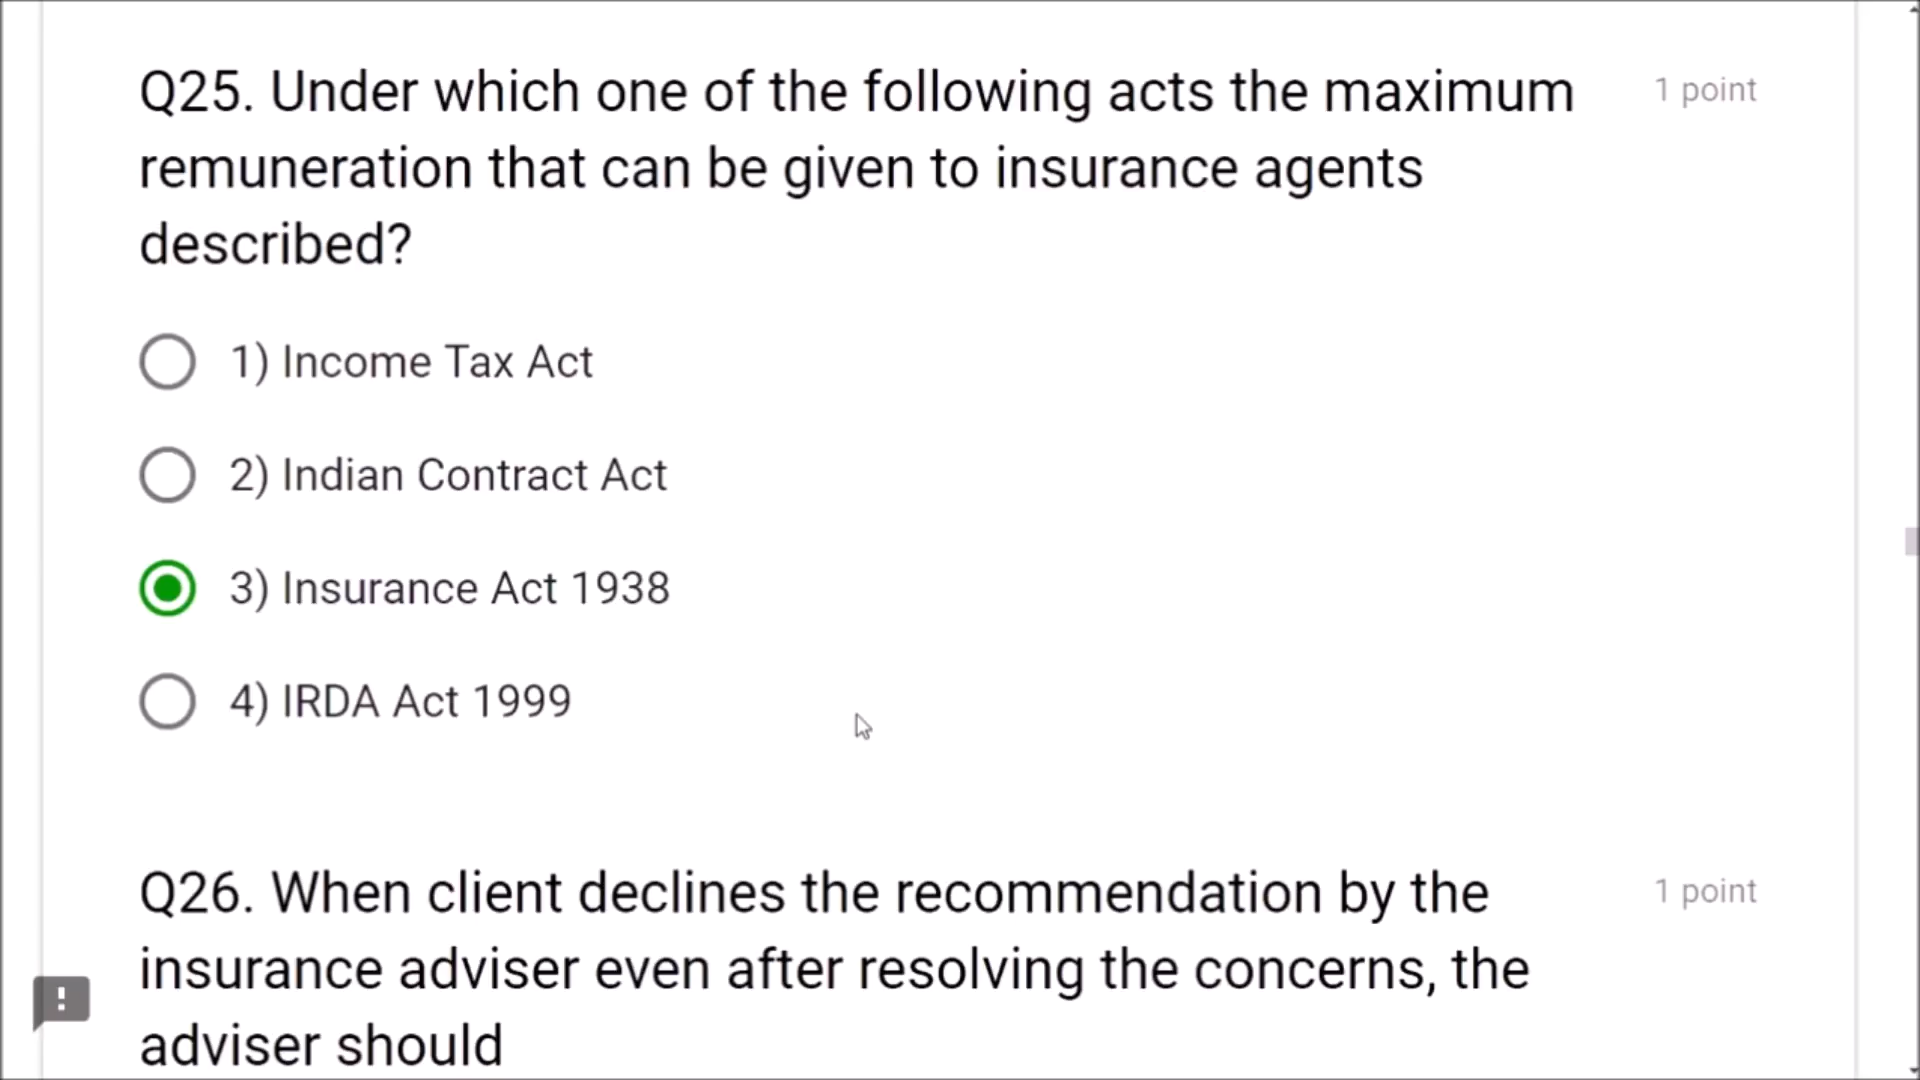 Q25. Under which one of the following acts the maximum
1 point
remuneration that can be given to insurance agents
described?
1) Income Tax Act
2) Indian Contract Act
3) Insurance Act 1938
4) IRDA Act 1999
Q26. When client declines the recommendation by the
1 point
insurance adviser even after resolving the concerns, the
adviser should